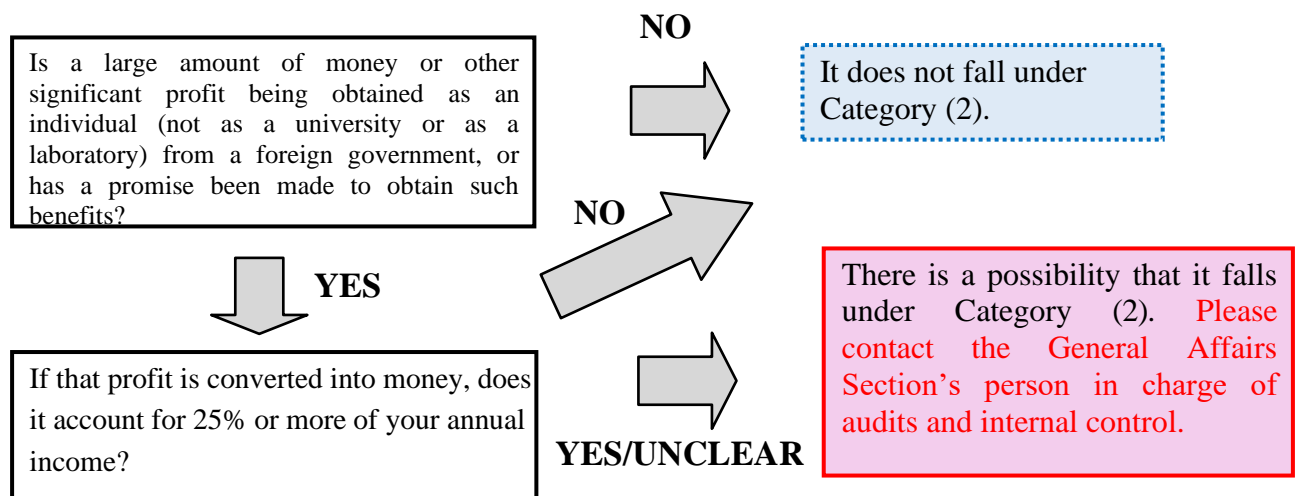 NO
Is a large amount of money or other
significant profit being obtained as an
individual (not as a university or as a
laboratory) from a foreign government, or
has a promise been made to obtain such
benefits?
It does not fall under
Category (2).
NO
YES
There is a possibility that it falls
under Category (2). Please
contact the General Affairs
Section’s person in charge of
audits and internal control.
If that profit is converted into money, does
it account for 25% or more of your annual
income?
YES/UNCLEAR